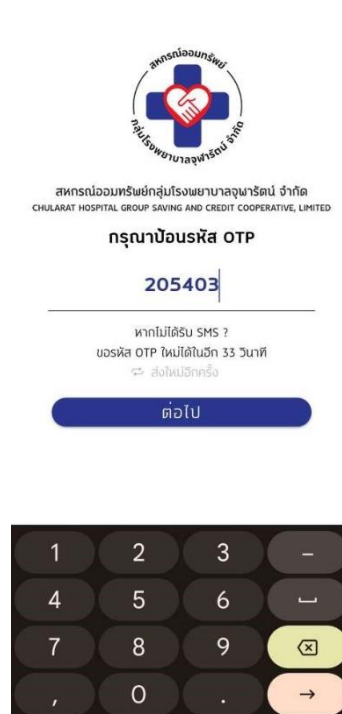 สหกรณ์ออมทรัพย์
กลุ่มโรงพยาบาลจุฬารัตน์ จำกัด
สหกรณ์ออมทรัพย์กลุ่มโรงพยาบาลจุฬารัตน์ จำกัด
CHULARAT HOSPITAL GROUP SAVING AND CREDIT COOPERATIVE, LIMITED
กรุณาป้อนรหัส OTP
205403
หากไม่ได้รับ SMS ?
ขอรหัส OTP ใหม่ได้ในอีก 33 วินาที
ส่งใหม่อีกครั้ง
ต่อไป
1 2 3 –
4 5 6
7 8 9
, 0 .